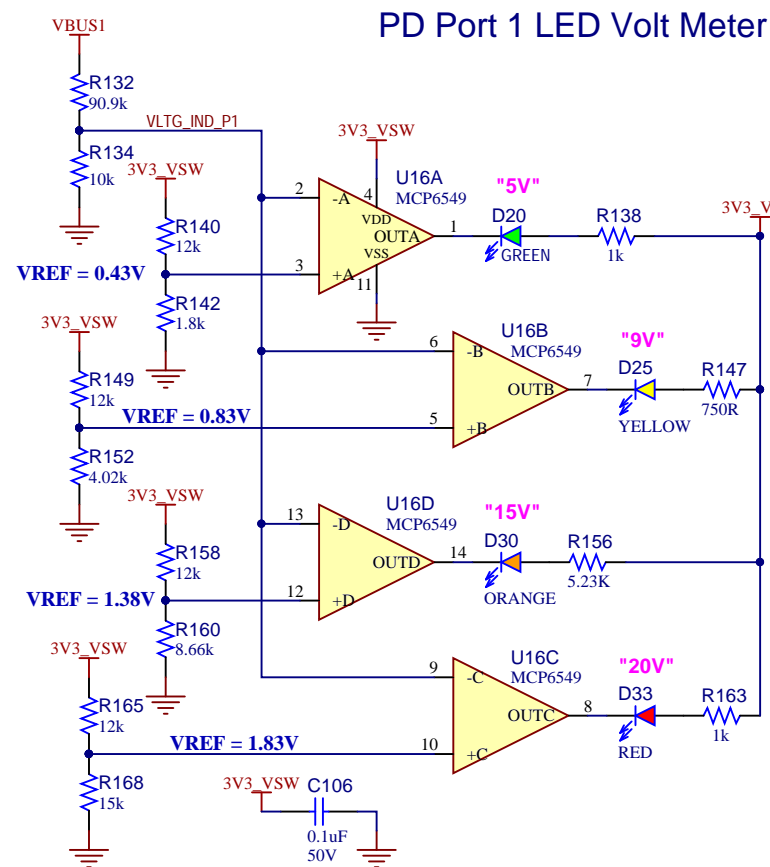 PD Port 1 LED Volt Meter
VBUS1
R132
90.9k
VLTG_IND_P1
R134
10k
3V3_VSW
3V3_VSW
R140
12k
VREF = 0.43V
R142
1.8k
2
-A
3
+A
4
VDD
OUTA
VSS
11
U16A
MCP6549
1
"5V"
D20
GREEN
R138
1k
3V3_V
3V3_VSW
R149
12k
VREF = 0.83V
R152
4.02k
6
-B
5
+B
OUTB
U16B
MCP6549
7
"9V"
D25
YELLOW
R147
750R
3V3_VSW
R158
12k
VREF = 1.38V
R160
8.66k
13
-D
12
+D
OUTD
U16D
MCP6549
14
"15V"
D30
ORANGE
R156
5.23K
3V3_VSW
R165
12k
VREF = 1.83V
R168
15k
9
-C
10
+C
OUTC
U16C
MCP6549
8
"20V"
D33
RED
R163
1k
3V3_VSW
C106
0.1uF
50V